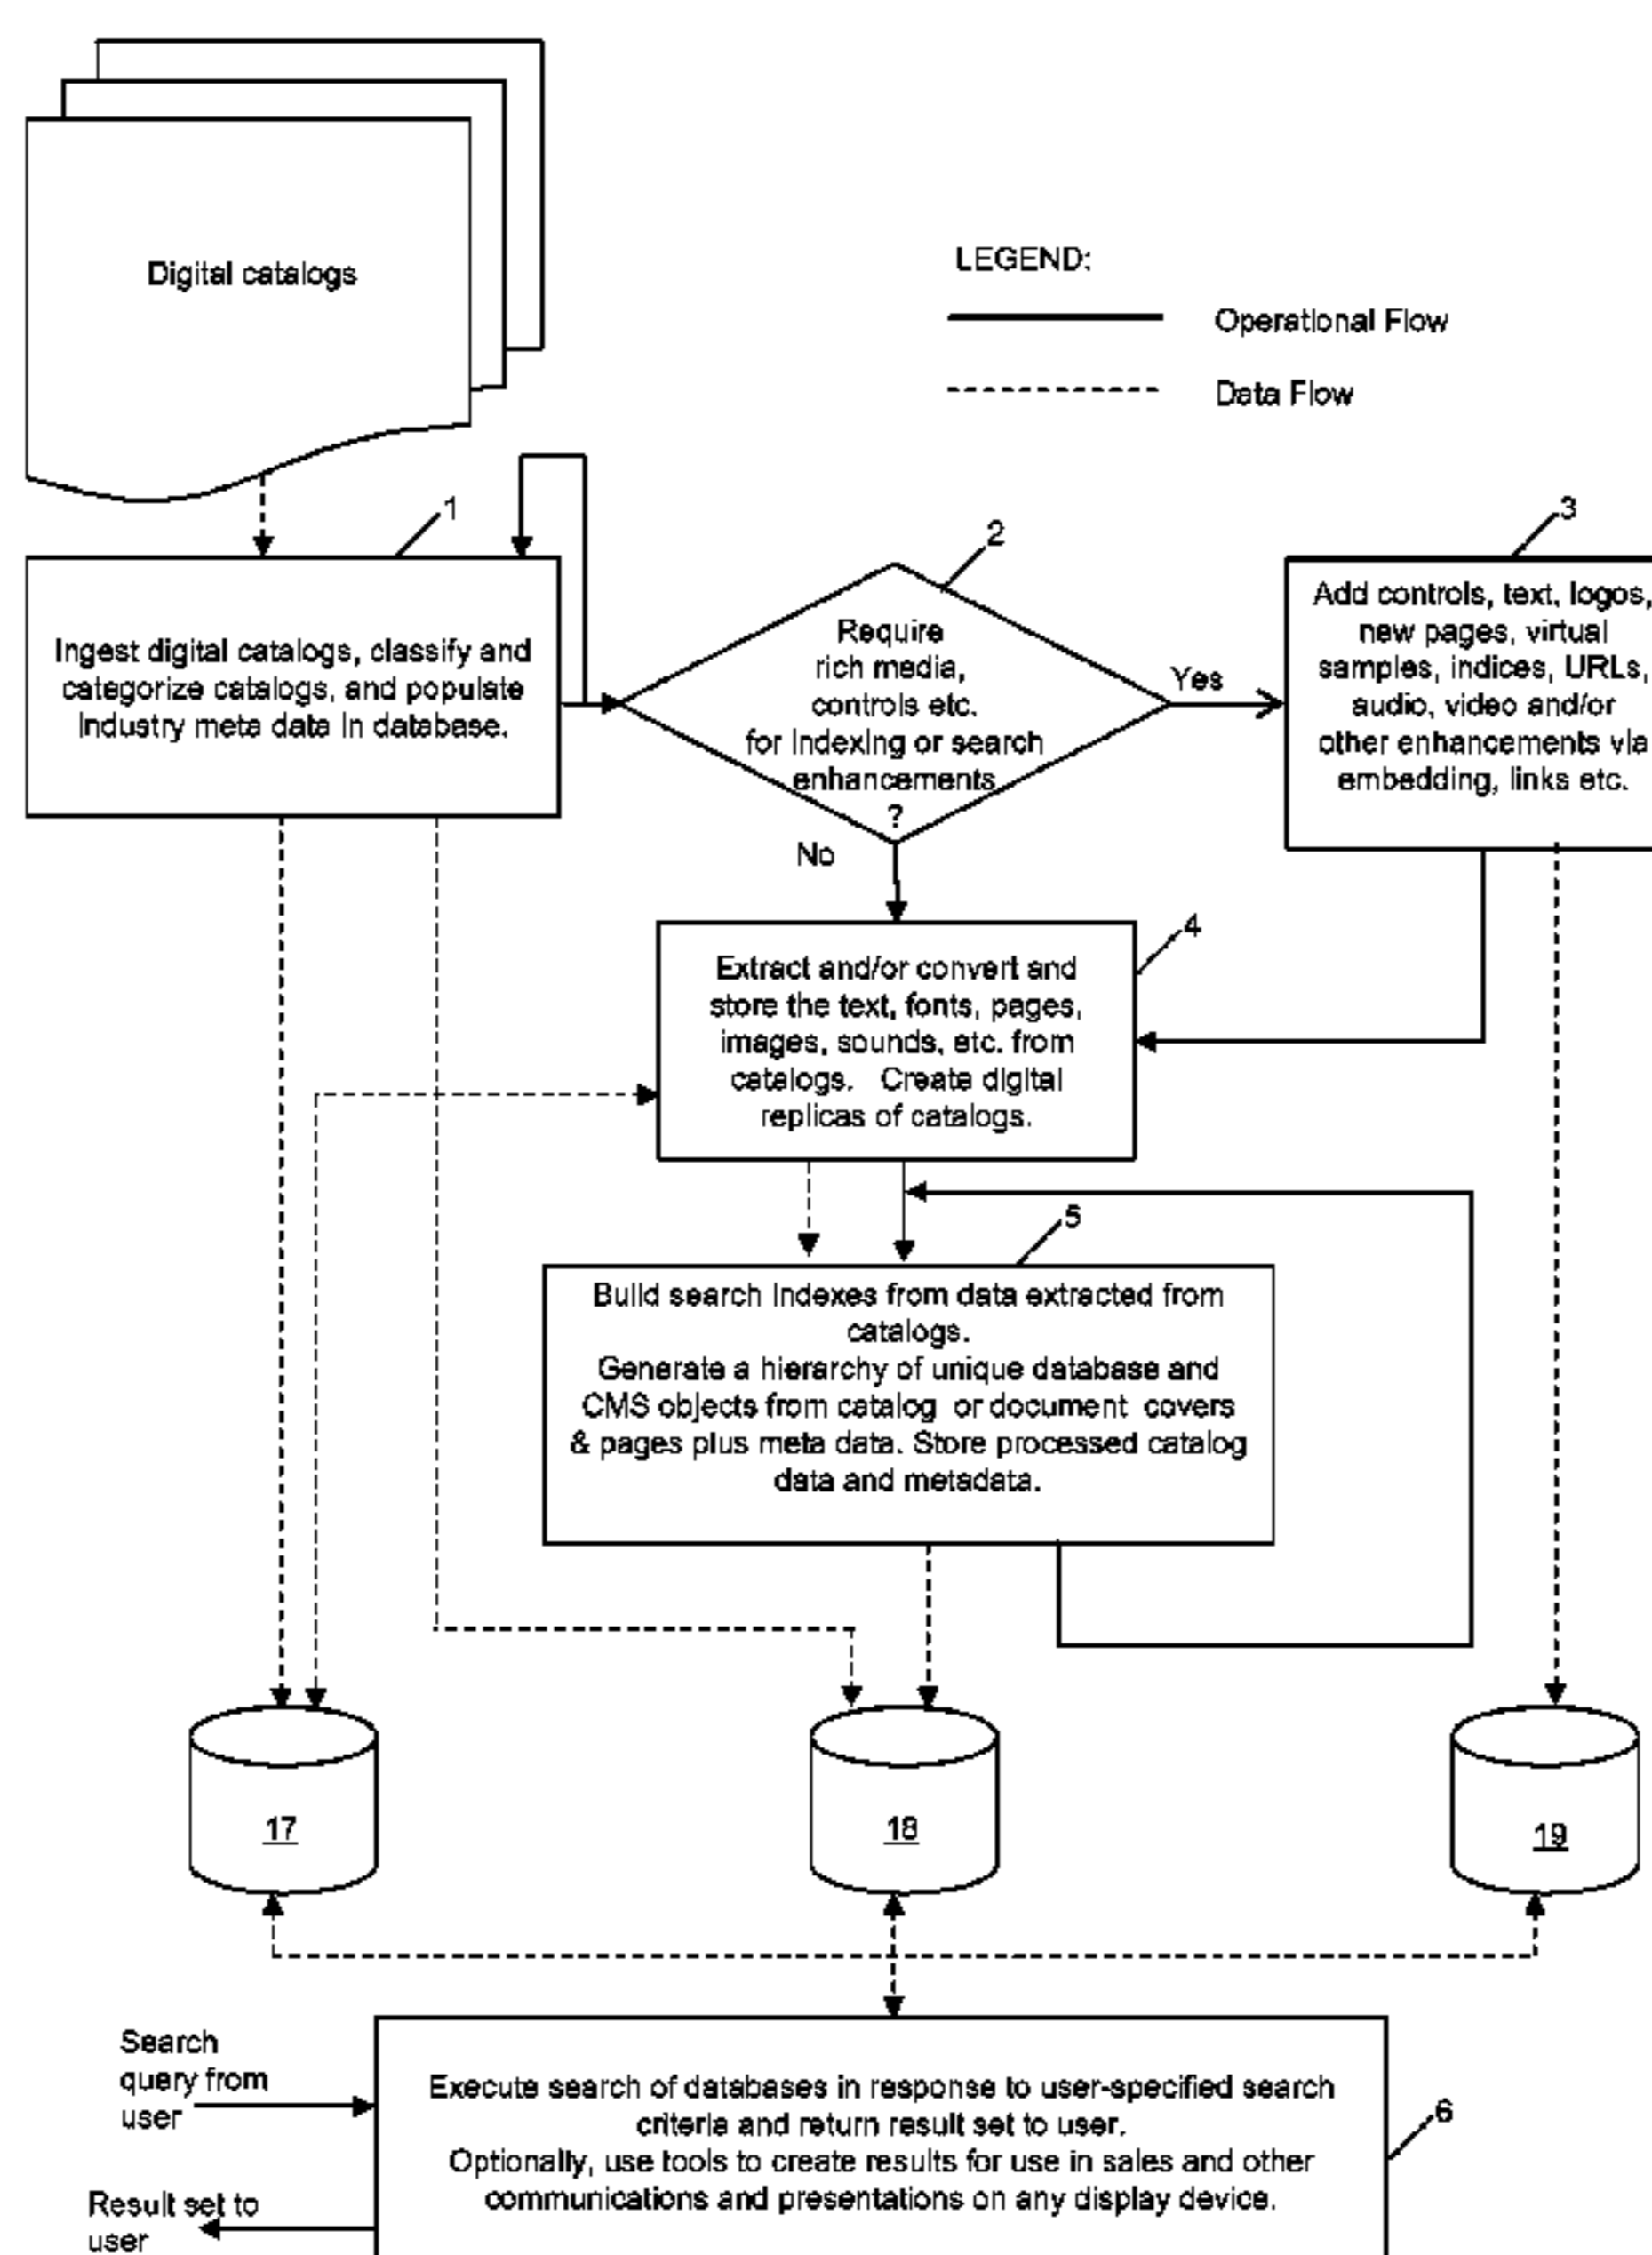 Digital catalogs
LEGEND:
Operational Flow
Data Flow
1
2
3
Ingest digital catalogs, classify and
categorize catalogs, and populate
industry meta data in database.
Require
rich media,
controls etc.
for indexing or search
enhancements
?
Yes
No
Add controls, text, logos,
new pages, virtual
samples, indices, URLs,
audio, video and/or
other enhancements via
embedding, links etc.
4
Extract and/or convert and
store the text, fonts, pages,
images, sounds, etc. from
catalogs. Create digital
replicas of catalogs.
5
Build search indexes from data extracted from
catalogs.
Generate a hierarchy of unique database and
CMS objects from catalog or document covers
& pages plus meta data. Store processed catalog
data and metadata.
17
18
19
Search
query from
user
Execute search of databases in response to user-specified search
criteria and return result set to user.
Optionally, use tools to create results for use in sales and other
communications and presentations on any display device.
6
Result set to
user